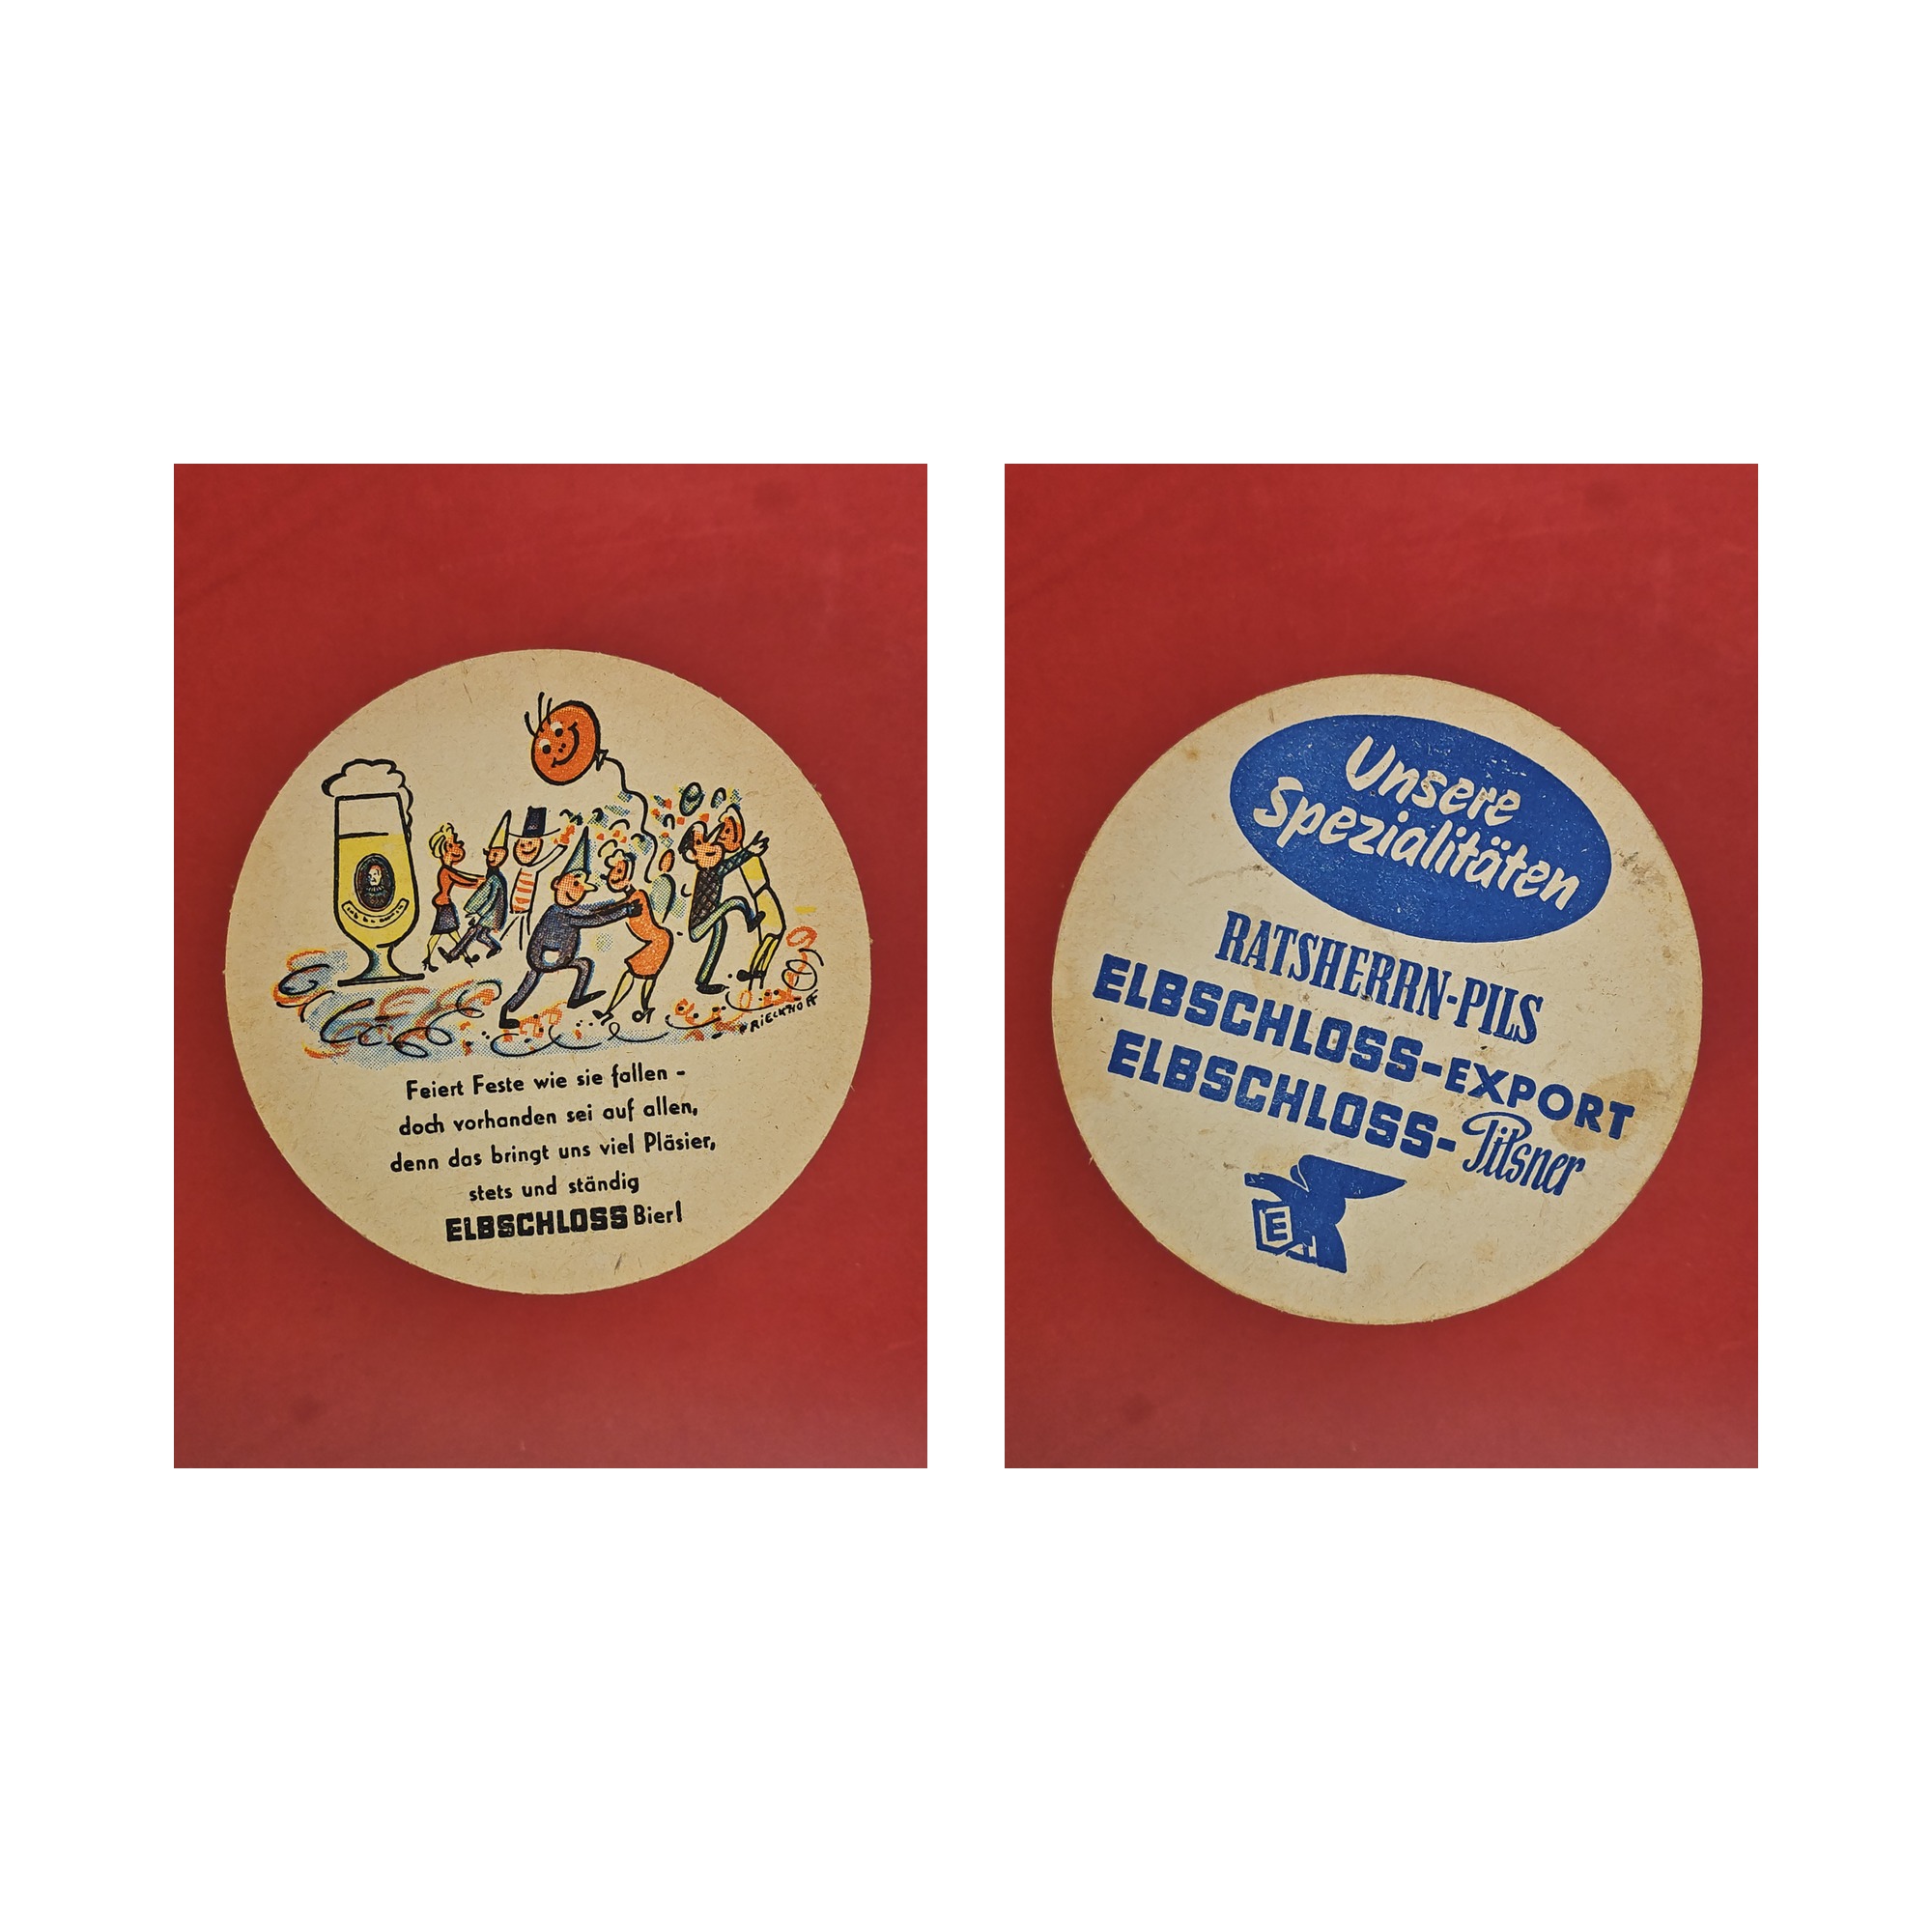 RiECKHOFF
Feiert Feste wie sie fallen -
doch vorhanden sei auf allen,
denn das bringt uns viel Pläsier,
stets und ständig
ELBSCHLOSS Bier!
Unsere
Spezialitäten
RATSHERRN-PILS
ELBSCHLOSS-EXPORT
ELBSCHLOSS-Pilsner
E